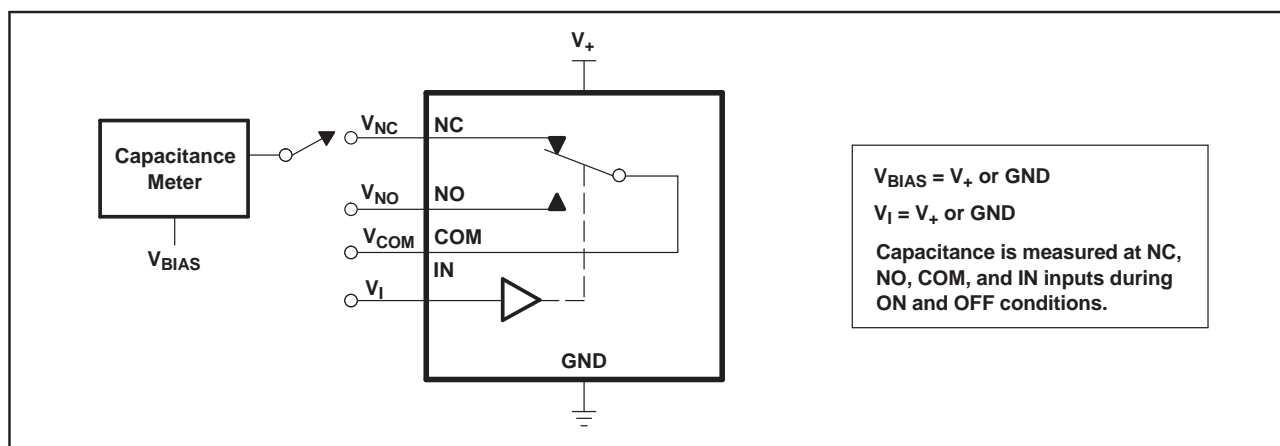 V+
Capacitance
Meter
VBIAS
VNC NC
VNO NO
VCOM COM
IN
VI
GND
VBIAS = V+ or GND
VI = V+ or GND
Capacitance is measured at NC,
NO, COM, and IN inputs during
ON and OFF conditions.